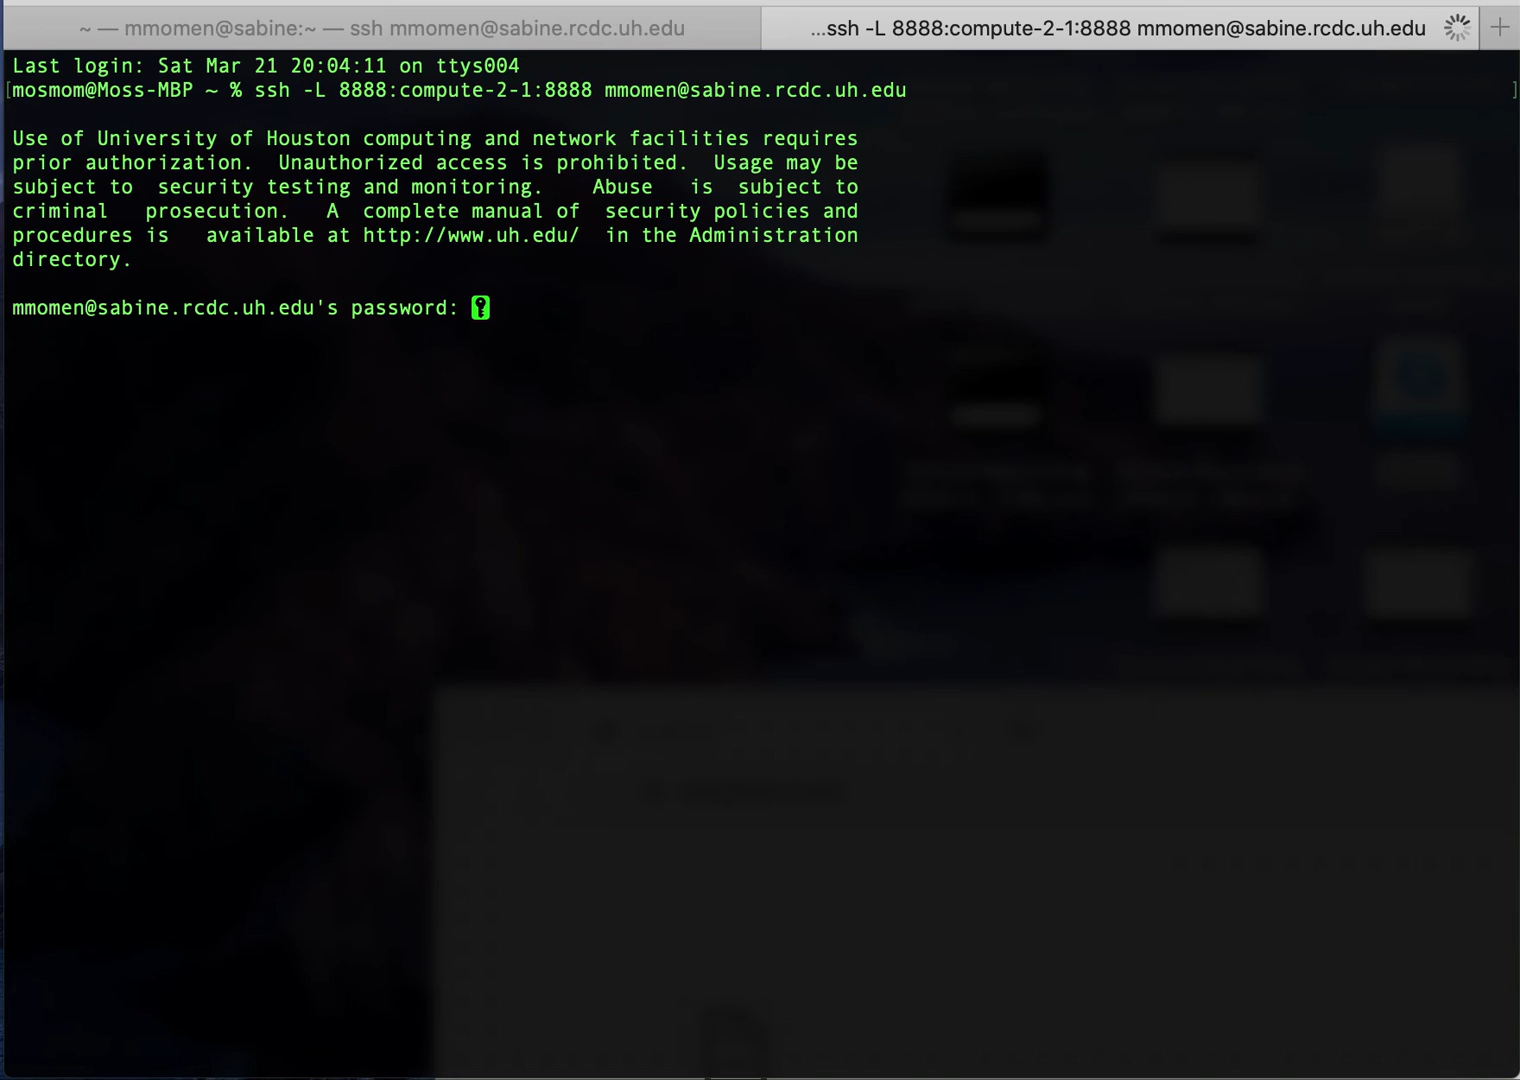 ~ — mmomen@sabine:~ — ssh mmomen@sabine.rcdc.uh.edu
...ssh -L 8888:compute-2-1:8888 mmomen@sabine.rcdc.uh.edu
Last login: Sat Mar 21 20:04:11 on ttys004
[mosmom@Moss-MBP ~ % ssh -L 8888:compute-2-1:8888 mmomen@sabine.rcdc.uh.edu ]
Use of University of Houston computing and network facilities requires
prior authorization.  Unauthorized access is prohibited.  Usage may be
subject to  security testing and monitoring.    Abuse   is  subject to
criminal   prosecution.   A  complete manual of  security policies and
procedures is   available at http://www.uh.edu/  in the Administration
directory.
mmomen@sabine.rcdc.uh.edu's password: